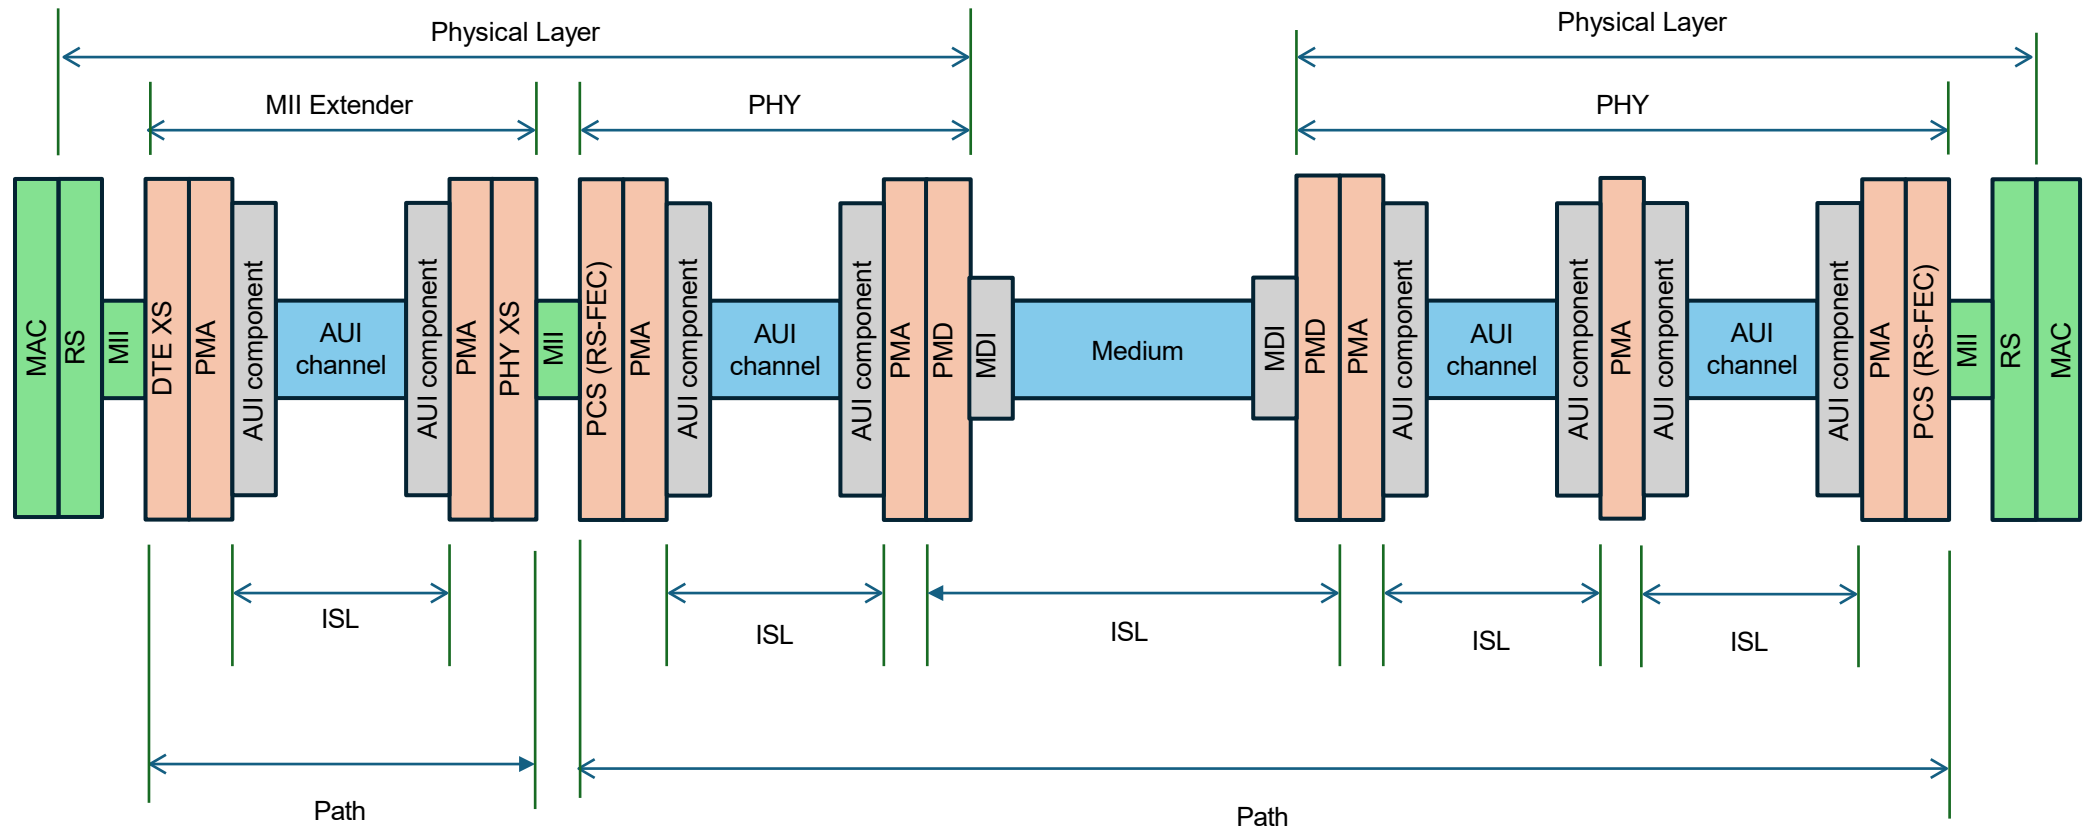 Physical Layer
Physical Layer
MII Extender
PHY
PHY
MAC
RS
MII
DTE XS
PMA
AUI component
AUI
channel
AUI component
PMA
PHY XS
MII
PCS (RS-FEC)
PMA
AUI component
AUI
channel
AUI component
PMA
PMD
MDI
Medium
MDI
PMD
PMA
AUI component
AUI
channel
AUI component
PMA
AUI component
AUI
channel
AUI component
PMA
PCS (RS-FEC)
MII
RS
MAC
ISL
ISL
ISL
ISL
ISL
Path
Path